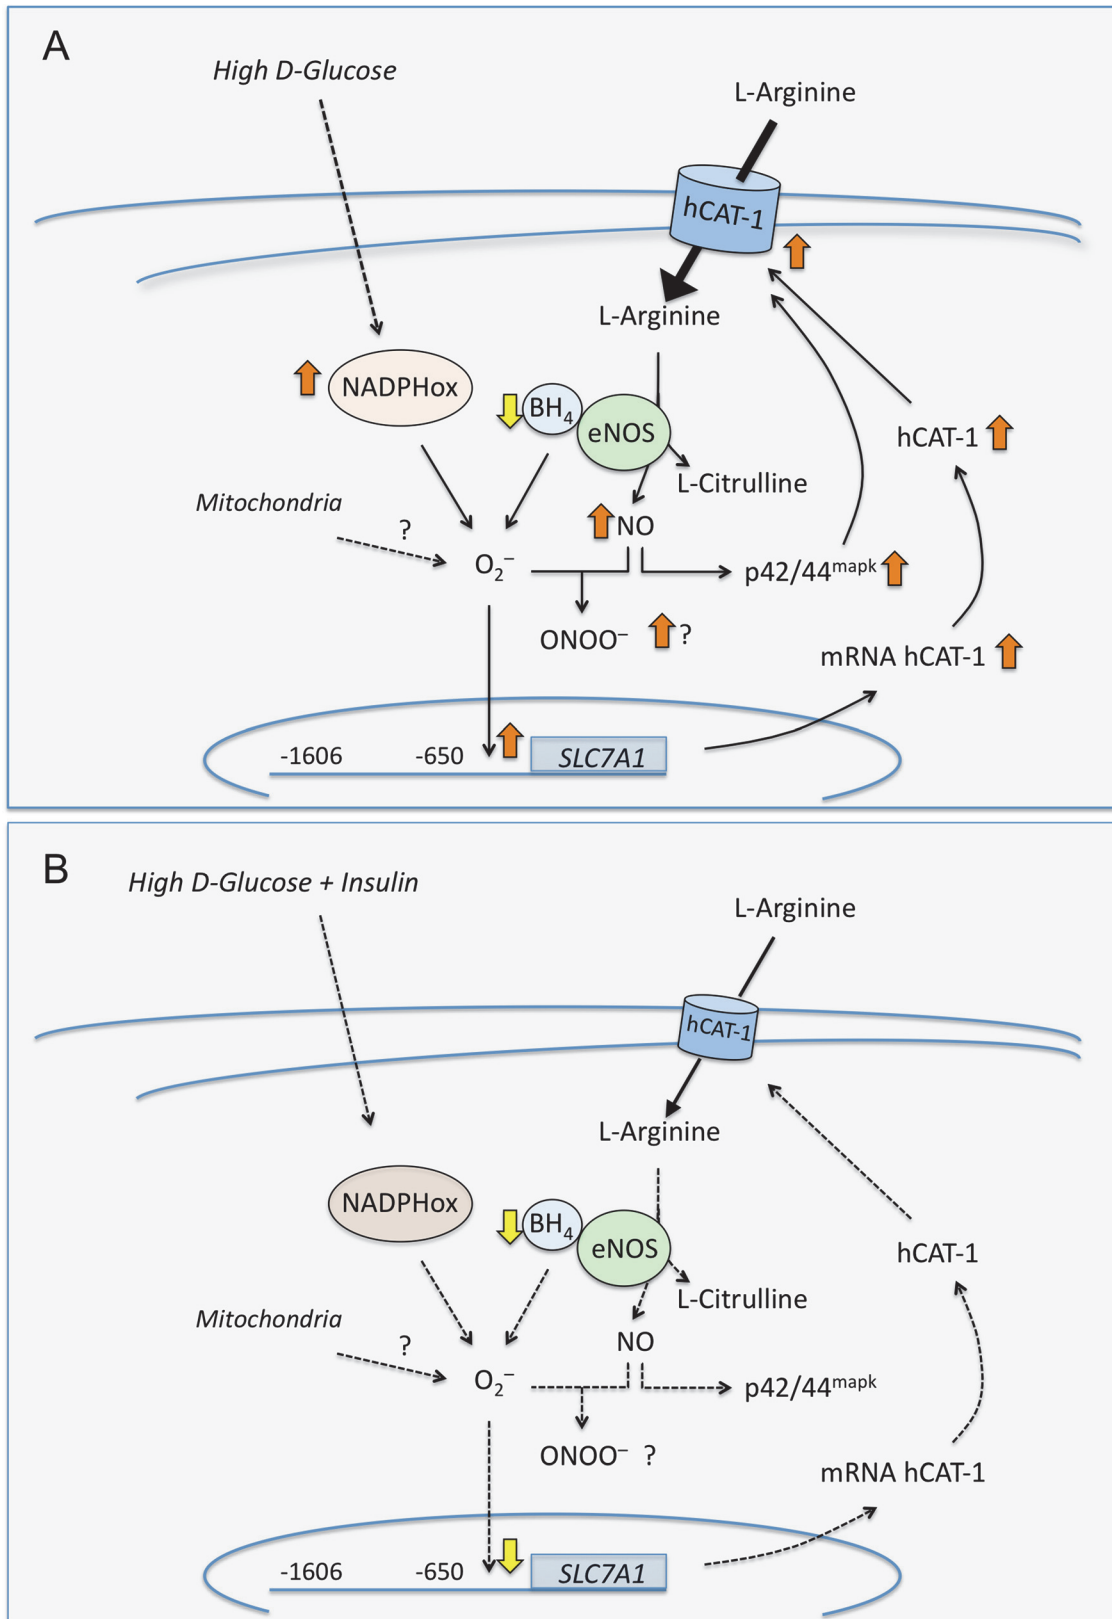 A
High D-Glucose
L-Arginine
hCAT-1
L-Arginine
NADPHox
BH₄
eNOS
hCAT-1
L-Citrulline
Mitochondria
?
NO
O₂⁻
p42/44ᵐᵃᵖᵏ
ONOO⁻ ?
mRNA hCAT-1
-1606 -650 SLC7A1
B
High D-Glucose + Insulin
L-Arginine
hCAT-1
L-Arginine
NADPHox
BH₄
eNOS
hCAT-1
L-Citrulline
Mitochondria
?
NO
O₂⁻
p42/44ᵐᵃᵖᵏ
ONOO⁻ ?
mRNA hCAT-1
-1606 -650 SLC7A1